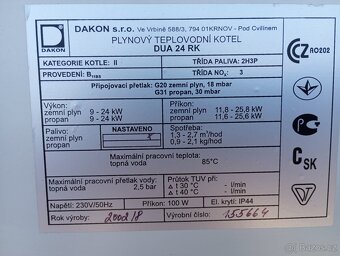 DAKON
DAKON s.r.o. Ve Vrbině 588/3, 794 01KRNOV - Pod Cvilínem
PLYNOVÝ TEPLOVODNÍ KOTEL
DUA 24 RK
KATEGORIE KOTLE: II TŘÍDA PALIVA: 2H3P
PROVEDENÍ: B11BS TŘÍDA NOx: 3
Připojovací přetlak: G20 zemní plyn, 18 mbar
G31 propan, 30 mbar
Výkon: Příkon:
zemní plyn 9 - 24 kW zemní plyn 11,8 - 25,8 kW
propan 9 - 24 kW propan 11,6 - 25,6 kW
Palivo: NASTAVENO Spotřeba:
zemní plyn 1,3 - 2,7 m³/h
propan 0,9 - 2,1 kg/h
Maximální pracovní teplota:
topná voda 85°C
Maximální pracovní přetlak vody: Průtok TUV při
topná voda 2,5 bar Δ t 30 °C - l/min
Δ t 40 °C - l/min
Napětí: 230V/50Hz Příkon: 100 W El. krytí: IP44
Rok výroby: Výrobní číslo: 155664
RO202
CSK